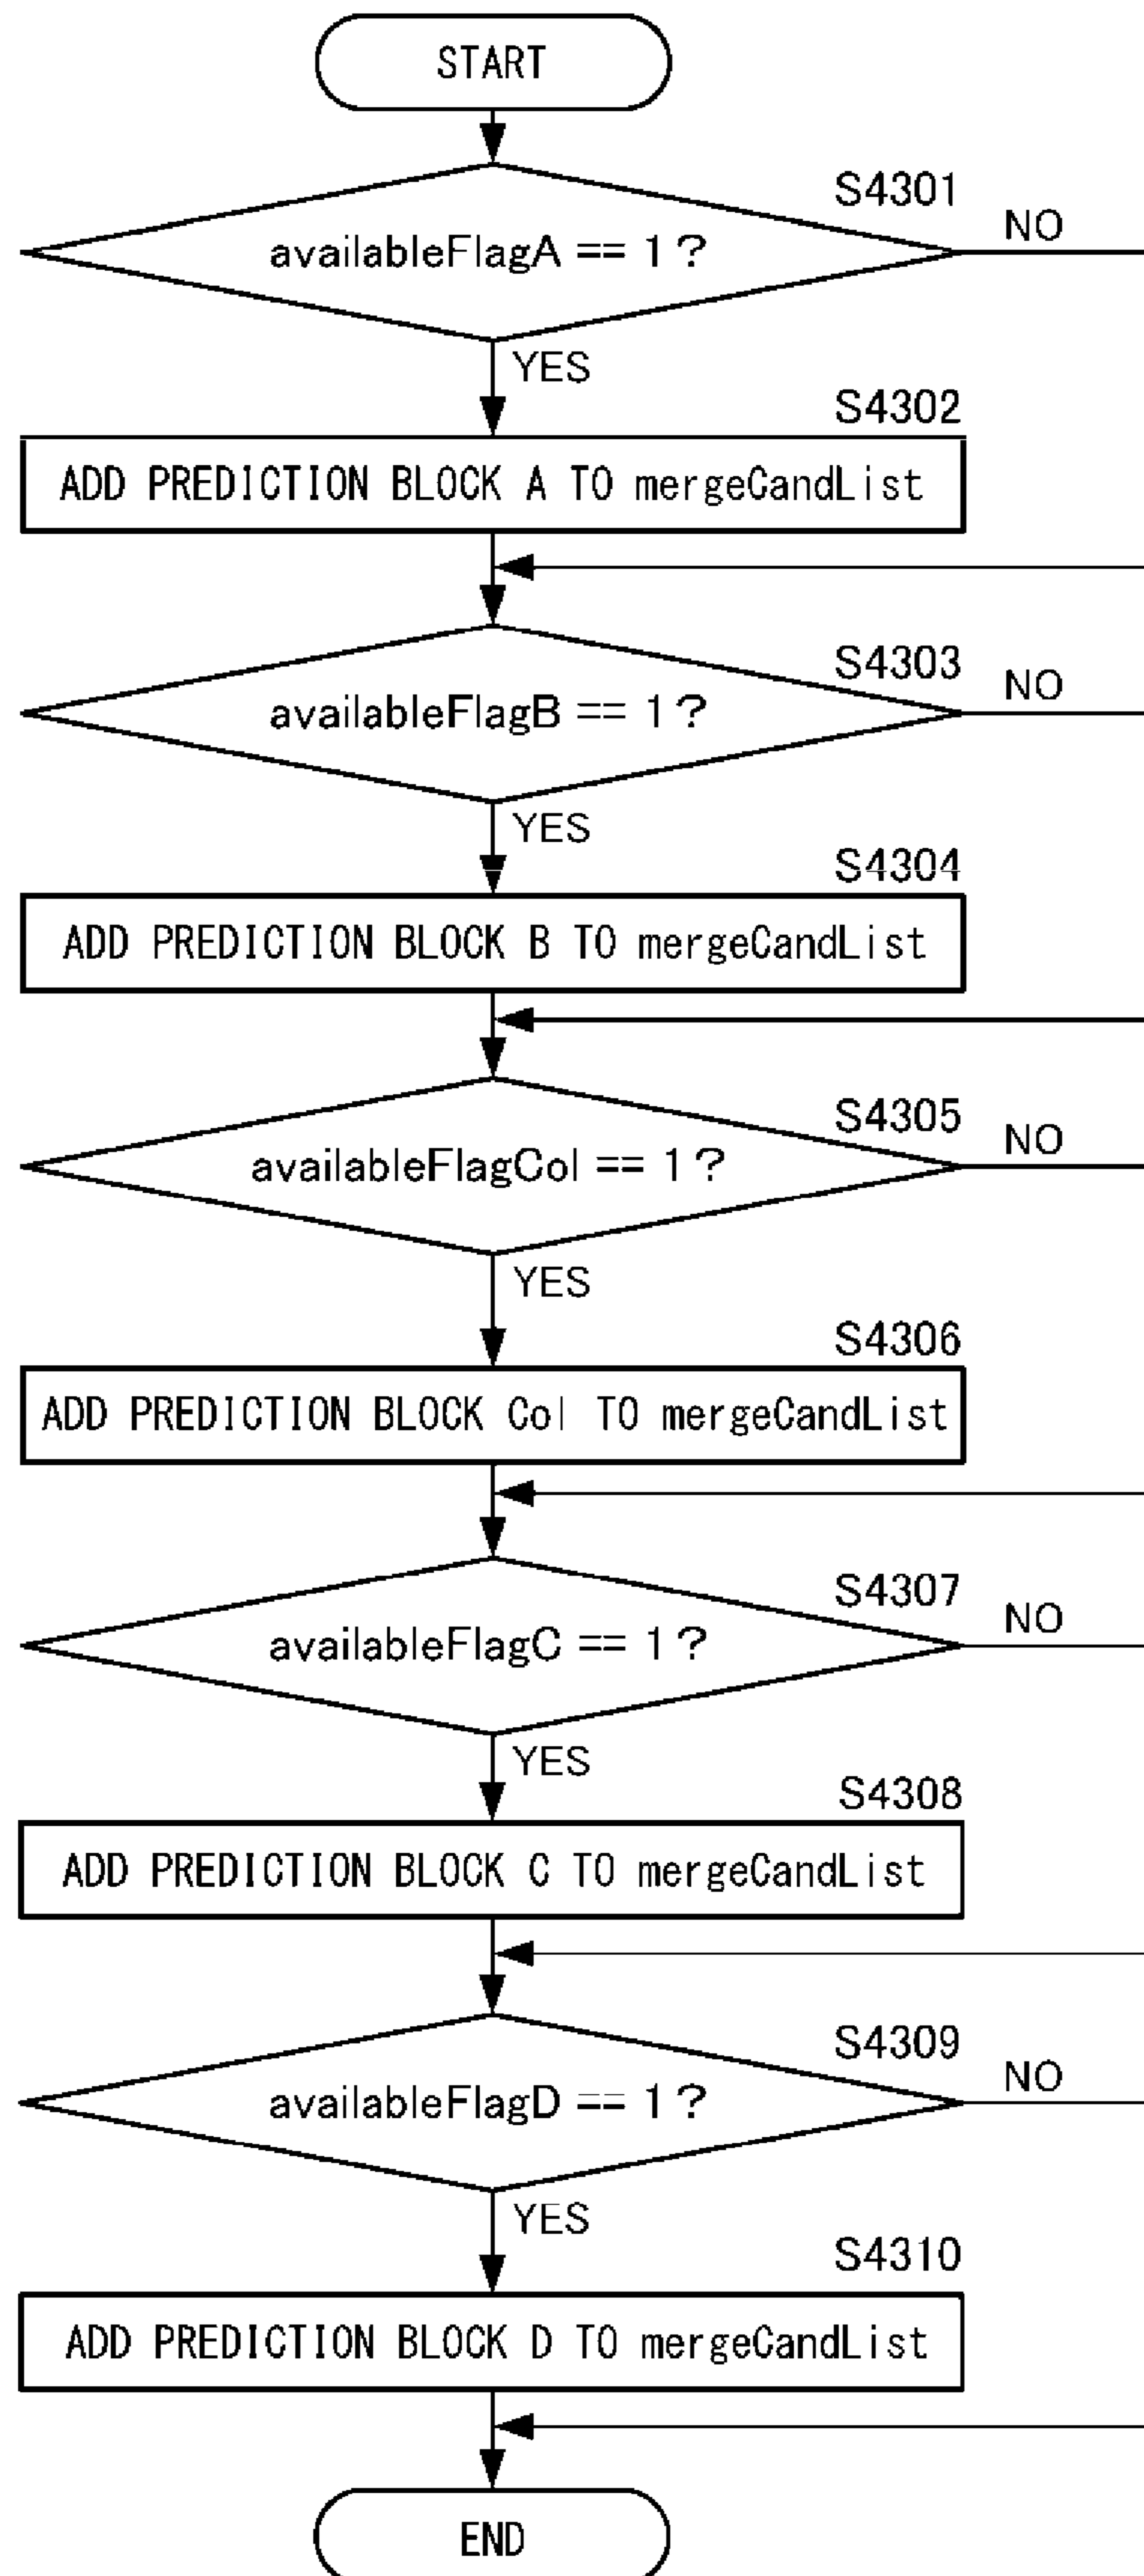 START
S4301
availableFlagA == 1?
NO
YES
S4302
ADD PREDICTION BLOCK A TO mergeCandList
S4303
availableFlagB == 1?
NO
YES
S4304
ADD PREDICTION BLOCK B TO mergeCandList
S4305
availableFlagCol == 1?
NO
YES
S4306
ADD PREDICTION BLOCK Col TO mergeCandList
S4307
availableFlagC == 1?
NO
YES
S4308
ADD PREDICTION BLOCK C TO mergeCandList
S4309
availableFlagD == 1?
NO
YES
S4310
ADD PREDICTION BLOCK D TO mergeCandList
END